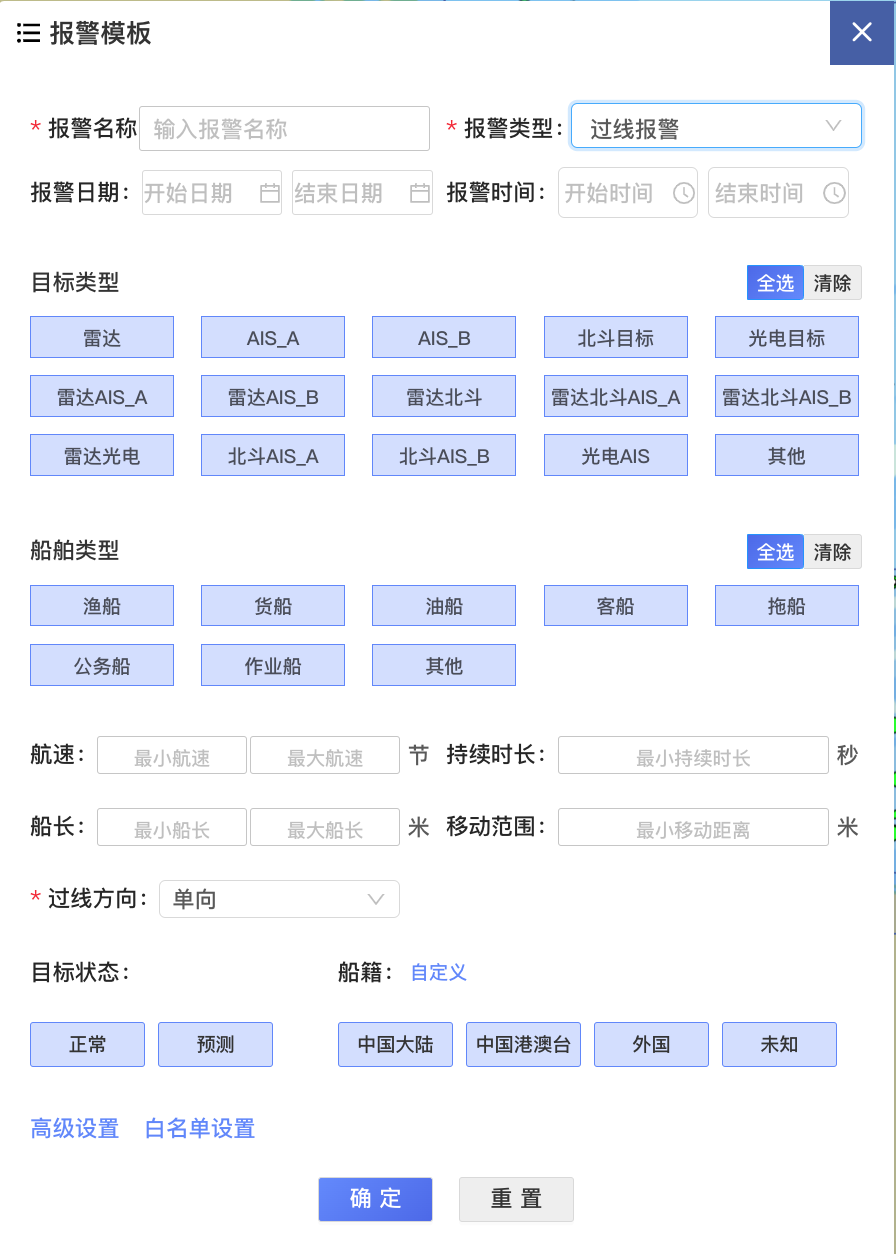 报警模板
* 报警名称 输入报警名称 * 报警类型： 过线报警
报警日期： 开始日期 结束日期 报警时间： 开始时间 结束时间
目标类型 全选 清除
雷达 AIS_A AIS_B 北斗目标 光电目标
雷达AIS_A 雷达AIS_B 雷达北斗 雷达北斗AIS_A 雷达北斗AIS_B
雷达光电 北斗AIS_A 北斗AIS_B 光电AIS 其他
船舶类型 全选 清除
渔船 货船 油船 客船 拖船
公务船 作业船 其他
航速： 最小航速 最大航速 节 持续时长： 最小持续时长 秒
船长： 最小船长 最大船长 米 移动范围： 最小移动距离 米
* 过线方向： 单向
目标状态： 船籍： 自定义
正常 预测 中国大陆 中国港澳台 外国 未知
高级设置 白名单设置
确 定 重 置